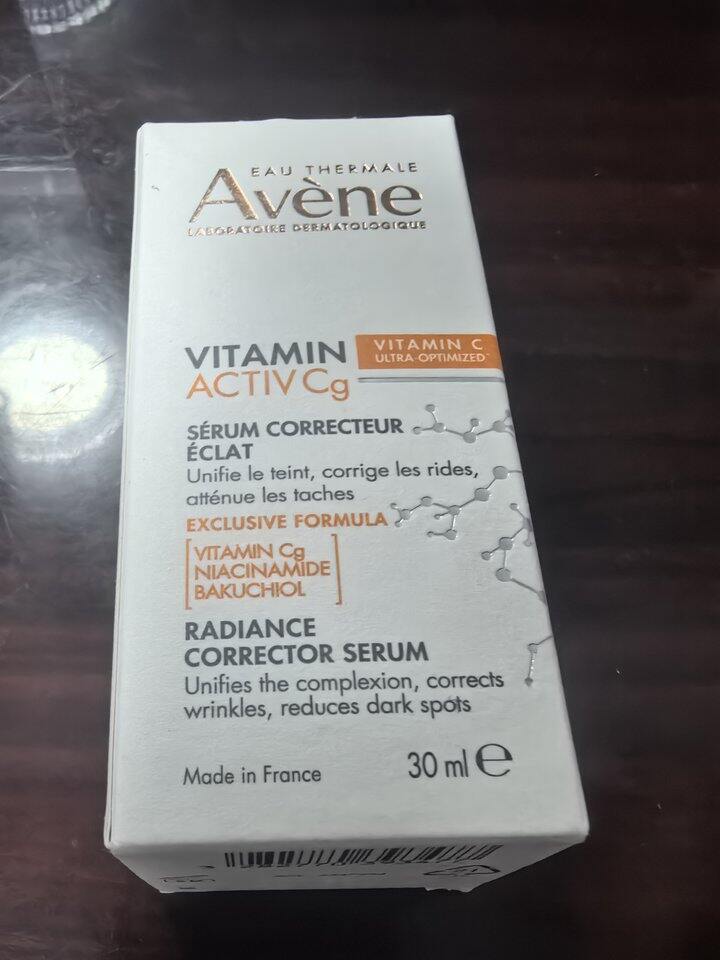 EAU THERMALE
Avène
LABORATOIRE DERMATOLOGIQUE
VITAMIN
ACTIV Cg
VITAMIN C
ULTRA-OPTIMIZED
SÉRUM CORRECTEUR
ÉCLAT
Unifie le teint, corrige les rides,
atténue les taches
EXCLUSIVE FORMULA
VITAMIN Cg
NIACINAMIDE
BAKUCHIOL
RADIANCE
CORRECTOR SERUM
Unifies the complexion, corrects
wrinkles, reduces dark spots
Made in France
30 ml e